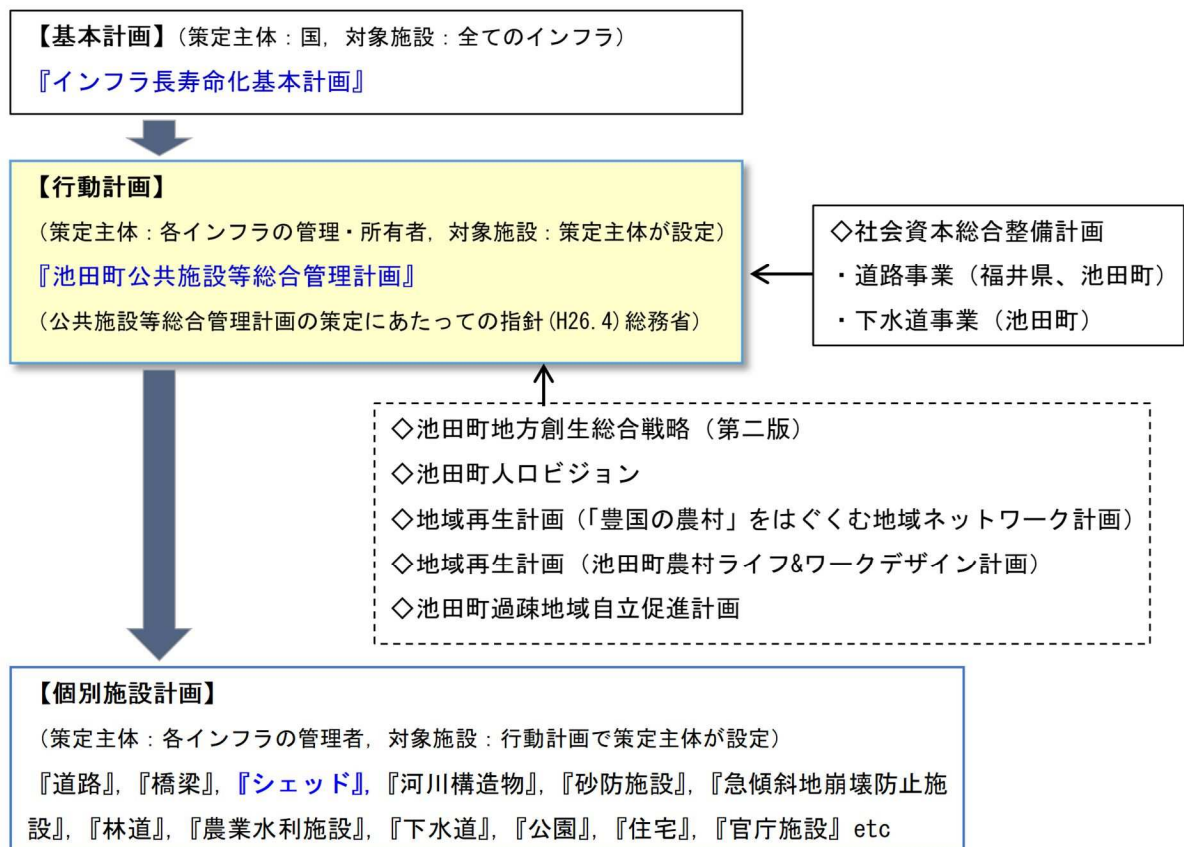 【基本計画】（策定主体：国，対象施設：全てのインフラ）
『インフラ長寿命化基本計画』
【行動計画】
（策定主体：各インフラの管理・所有者，対象施設：策定主体が設定）
『池田町公共施設等総合管理計画』
（公共施設等総合管理計画の策定にあたっての指針(H26.4)総務省）
◇社会資本総合整備計画
・道路事業（福井県、池田町）
・下水道事業（池田町）
◇池田町地方創生総合戦略（第二版）
◇池田町人口ビジョン
◇地域再生計画（「豊国の農村」をはぐくむ地域ネットワーク計画）
◇地域再生計画（池田町農村ライフ&ワークデザイン計画）
◇池田町過疎地域自立促進計画
【個別施設計画】
（策定主体：各インフラの管理者，対象施設：行動計画で策定主体が設定）
『道路』，『橋梁』，『シェッド』，『河川構造物』，『砂防施設』，『急傾斜地崩壊防止施
設』，『林道』，『農業水利施設』，『下水道』，『公園』，『住宅』，『官庁施設』etc